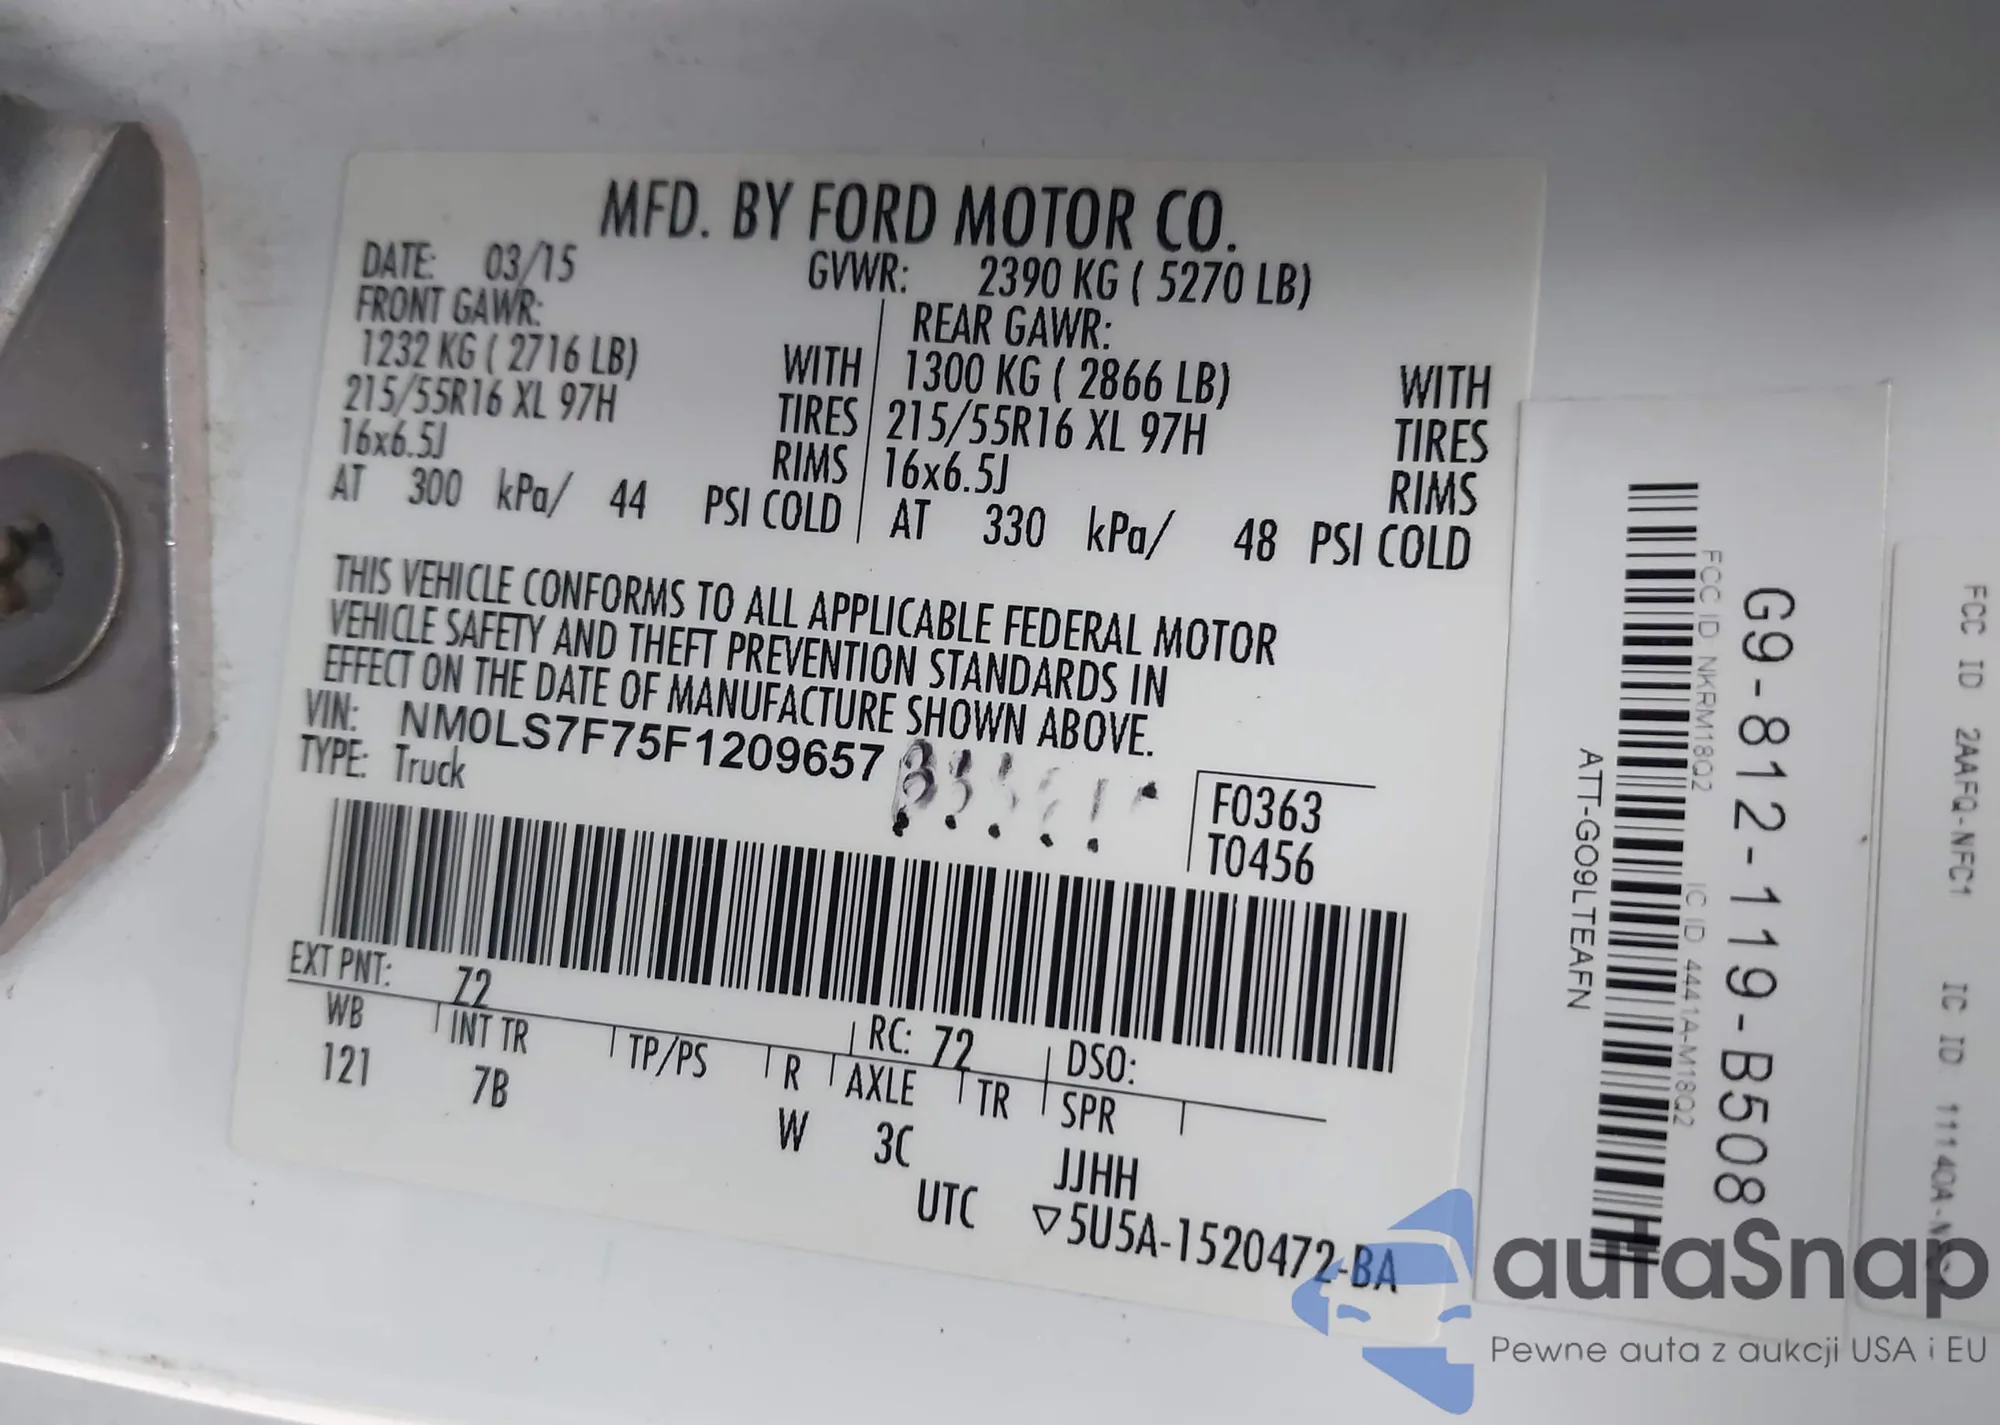 MFD. BY FORD MOTOR CO.
DATE: 03/15 GVWR: 2390 KG ( 5270 LB)
FRONT GAWR: REAR GAWR:
1232 KG ( 2716 LB) WITH 1300 KG ( 2866 LB) WITH
215/55R16 XL 97H TIRES 215/55R16 XL 97H TIRES
16x6.5J RIMS 16x6.5J RIMS
AT 300 kPa/ 44 PSI COLD AT 330 kPa/ 48 PSI COLD
THIS VEHICLE CONFORMS TO ALL APPLICABLE FEDERAL MOTOR
VEHICLE SAFETY AND THEFT PREVENTION STANDARDS IN
EFFECT ON THE DATE OF MANUFACTURE SHOWN ABOVE.
VIN: NM0LS7F75F1209657
TYPE: Truck
F0363
T0456
EXT PNT: Z2 RC: 72 DSO:
WB INT TR TP/PS R AXLE TR SPR
121 7B W 3C JJHH
UTC ▽5U5A-1520472-BA
FCC ID NKRM18Q2 IC ID 4441A-M18Q2
G9-812-119-B508
ATT-GO9LTEAFN
FCC ID 2AAFQ-NFC1 IC ID
autaSnap
Pewne auta z aukcji USA i EU